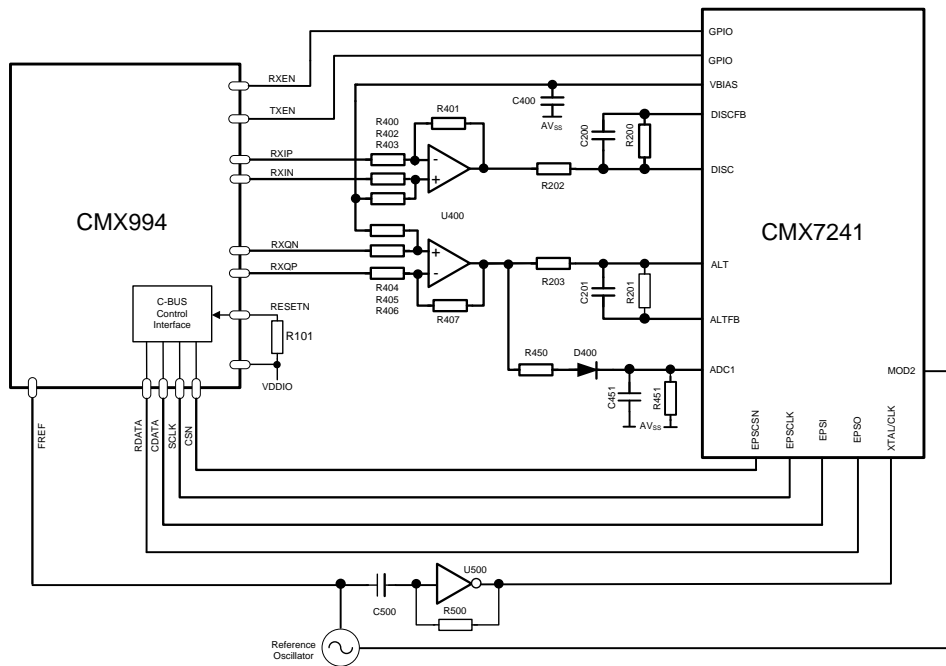 GPIO
GPIO
VBIAS
DISCFB
DISC
CMX7241
ALT
ALTFB
ADC1
MOD2
EPSCSN
EPSCLK
EPSI
EPSO
XTAL/CLK
RXEN
TXEN
RXIP
RXIN
CMX994
RXQN
RXQP
RESETN
C-BUS
Control
Interface
R101
VDDIO
FREF
RDATA
CDATA
SCLK
CSN
R400
R402
R403
R401
C400
AVSS
C200
R200
R202
U400
R404
R405
R406
R407
R203
C201
R201
R450
D400
C451
R451
AVSS
U500
C500
R500
Reference
Oscillator